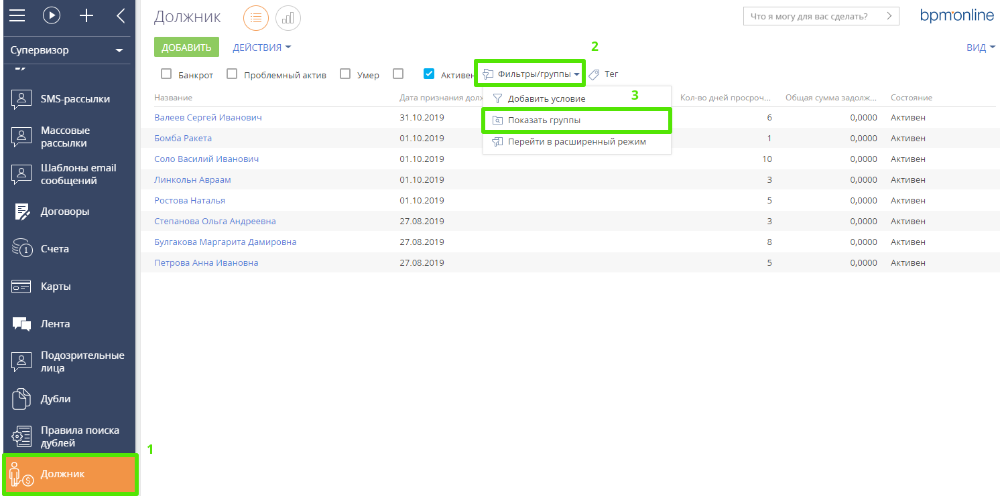 Должник
Что я могу для вас сделать?
bpmonline
Супервизор
ДОБАВИТЬ
ДЕЙСТВИЯ
2
ВИД
Банкрот
Проблемный актив
Умер
Активен
Фильтры/группы
Тег
SMS-рассылки
Массовые
рассылки
Шаблоны email
сообщений
Договоры
1
Счета
Карты
Лента
Подозрительные
лица
Дубли
Правила поиска
дублей
1
Должник
3
Добавить условие
Показать группы
Перейти в расширенный режим
Название Дата признания дол Кол-во дней просроч... Общая сумма задолж... Состояние
Валеев Сергей Иванович 31.10.2019 6 0,0000 Активен
Бомба Ракета 01.10.2019 1 0,0000 Активен
Соло Василий Иванович 01.10.2019 10 0,0000 Активен
Линкольн Авраам 01.10.2019 3 0,0000 Активен
Ростова Наталья 01.10.2019 5 0,0000 Активен
Степанова Ольга Андреевна 27.08.2019 3 0,0000 Активен
Булгакова Маргарита Дамировна 27.08.2019 8 0,0000 Активен
Петрова Анна Ивановна 27.08.2019 5 0,0000 Активен